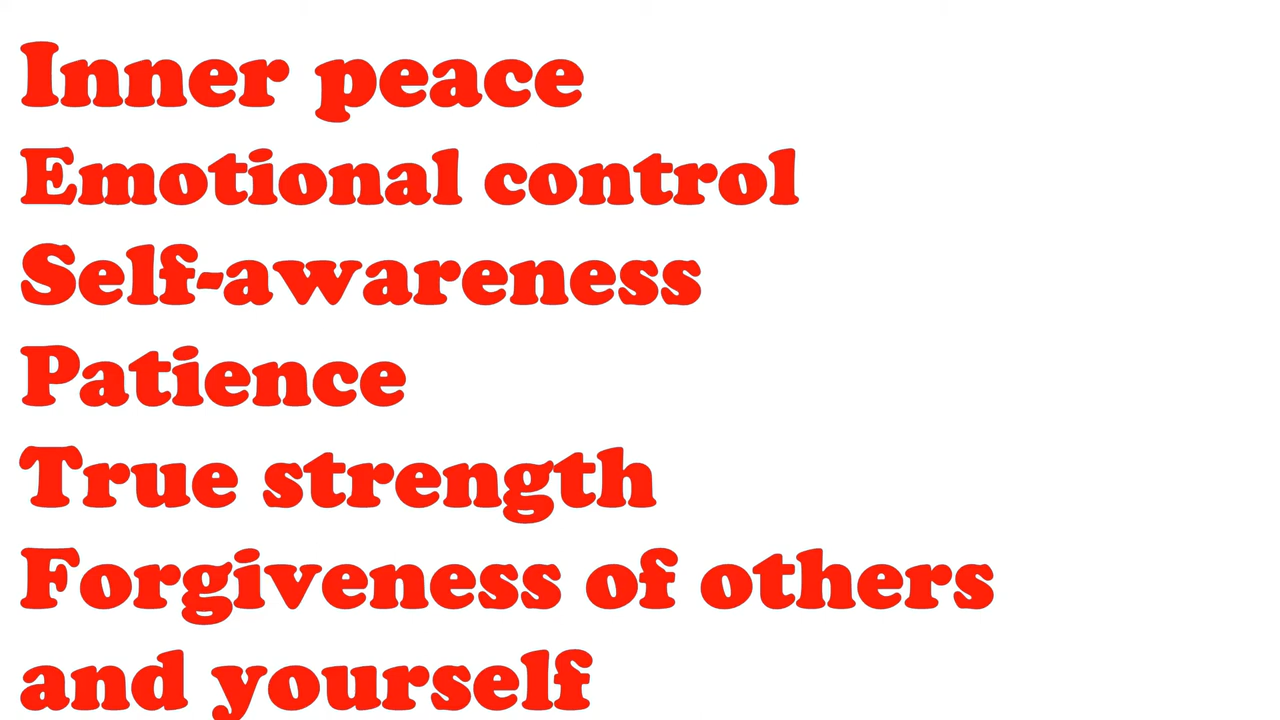 Inner peace
Emotional control
Self-awareness
Patience
True strength
Forgiveness of others
and yourself